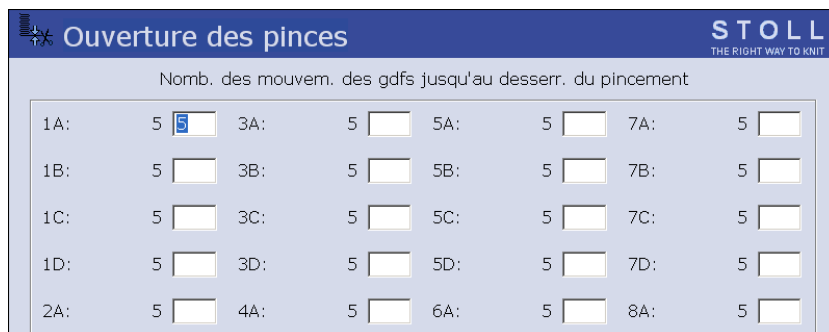 Ouverture des pinces
STOLL
THE RIGHT WAY TO KNIT
Nomb. des mouvem. des gdfs jusqu'au desserr. du pincement
1A: 5 5 3A: 5 5A: 5 7A: 5
1B: 5 3B: 5 5B: 5 7B: 5
1C: 5 3C: 5 5C: 5 7C: 5
1D: 5 3D: 5 5D: 5 7D: 5
2A: 5 4A: 5 6A: 5 8A: 5